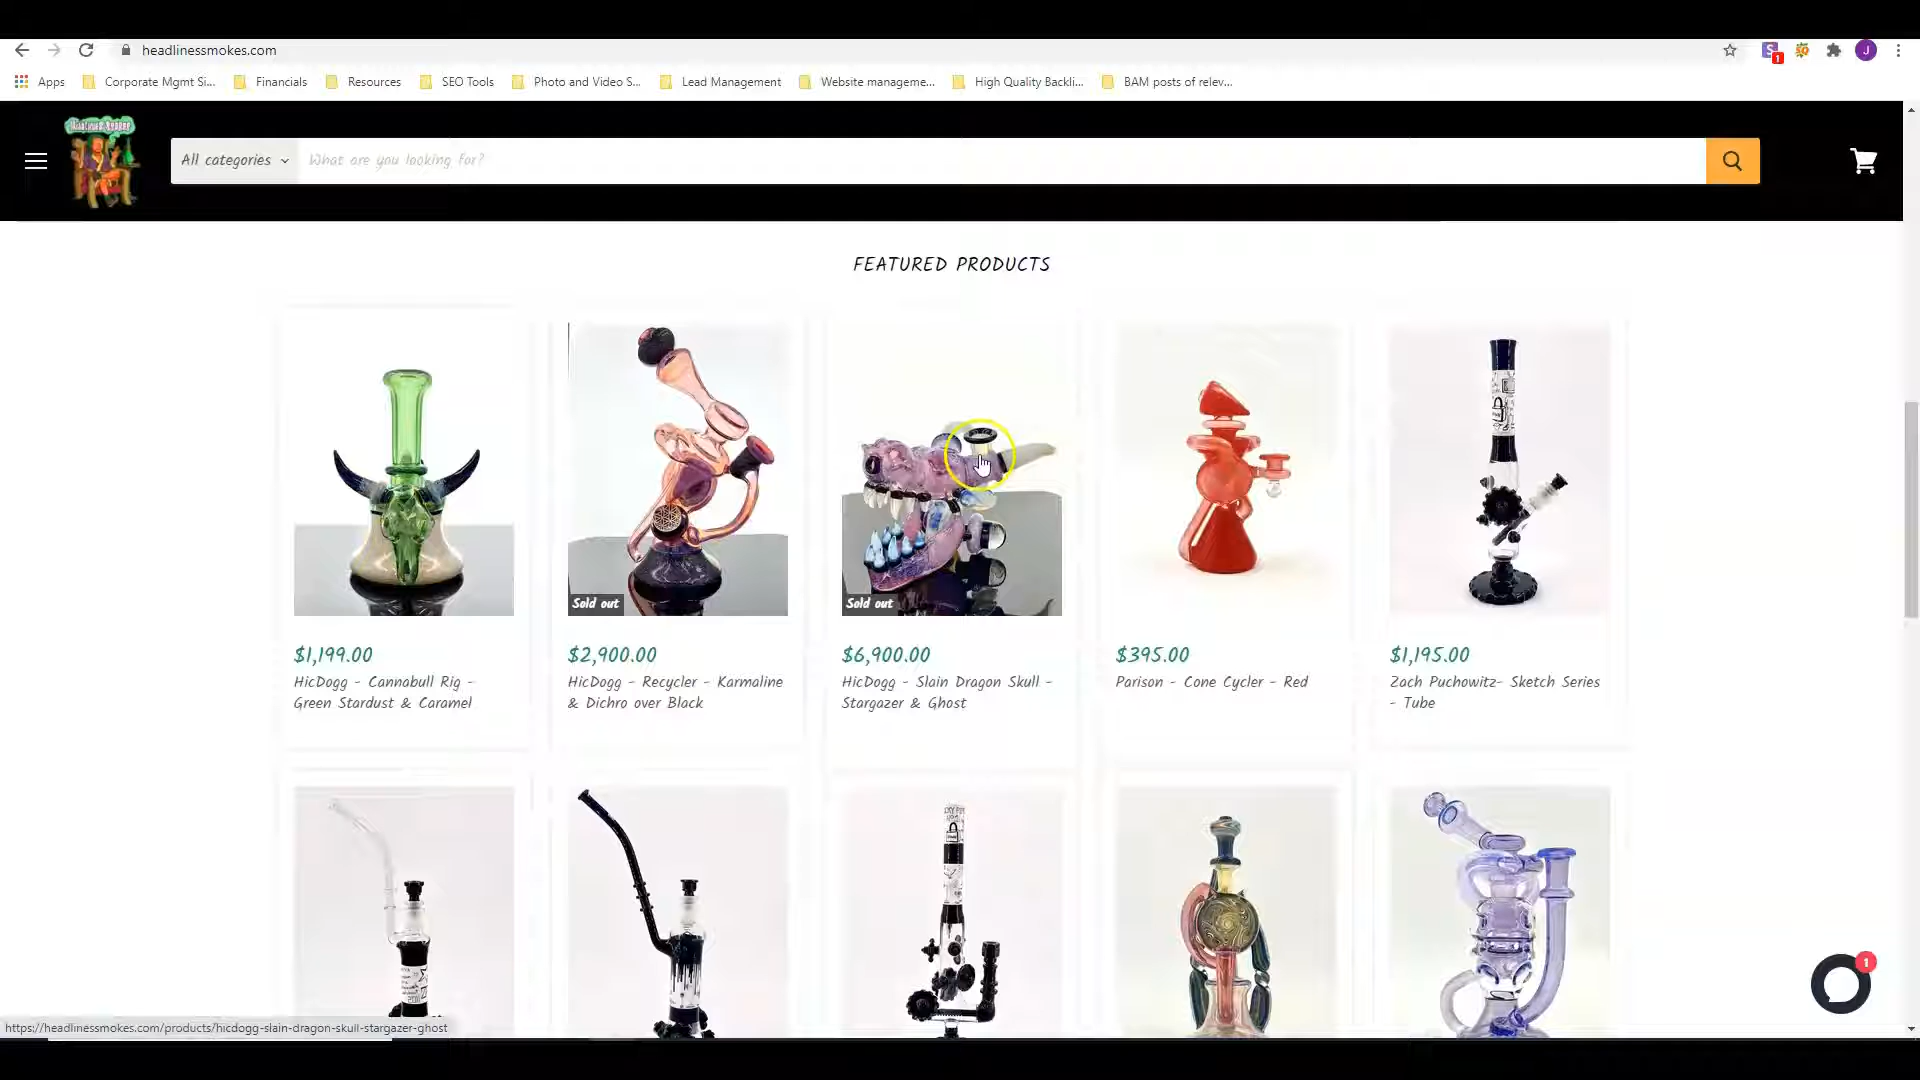 headlinessmokes.com
Apps
Corporate Mgmt Si...
Financials
Resources
SEO Tools
Photo and Video S...
Lead Management
Website manageme...
High Quality Backli...
BAM posts of relev...
1
J
All categories
What are you looking for?
FEATURED PRODUCTS
Sold out
Sold out
$1,199.00
HicDogg - Cannabull Rig -
Green Stardust & Caramel
$2,900.00
HicDogg - Recycler - Karmaline
& Dichro over Black
$6,900.00
HicDogg - Slain Dragon Skull -
Stargazer & Ghost
$395.00
Parison - Cone Cycler - Red
$1,195.00
Zach Puchowitz- Sketch Series
- Tube
1
https://headlinessmokes.com/products/hicdogg-slain-dragon-skull-stargazer-ghost